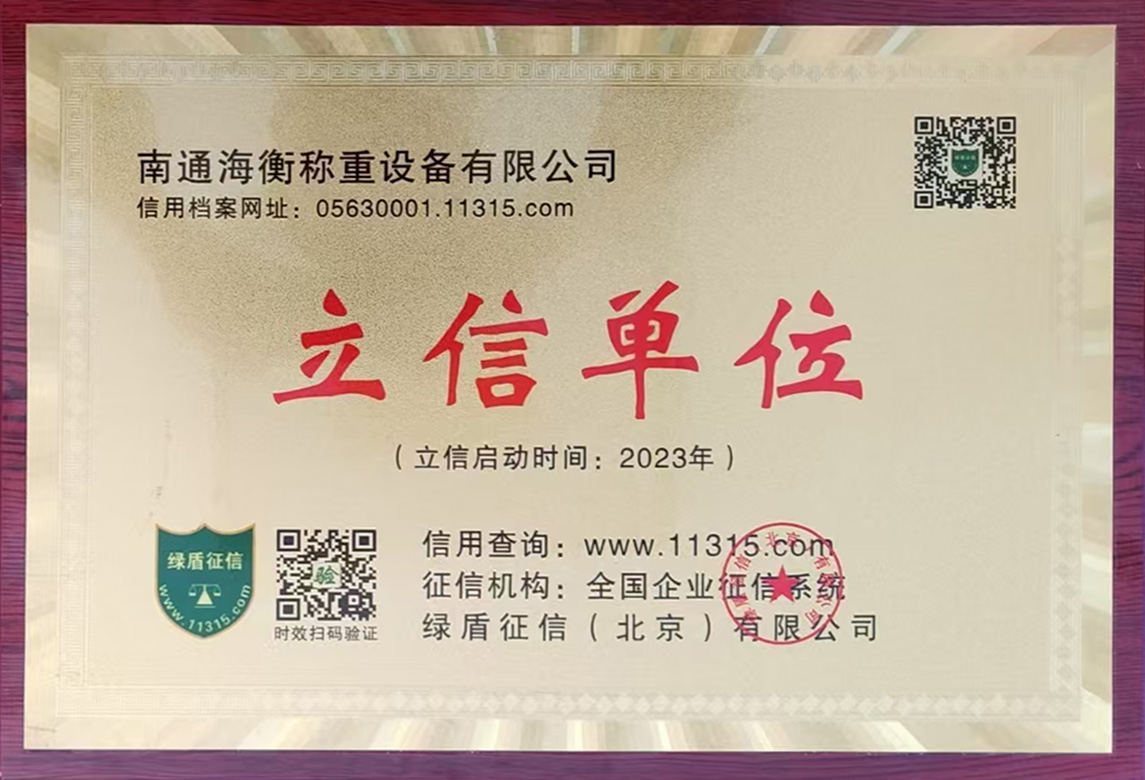 南通海衡称重设备有限公司
信用档案网址：05630001.11315.com
立信单位
（立信启动时间：2023年）
绿盾征信
www.11315.com
验
时效扫码验证
信用查询：www.11315.com
征信机构：全国企业征信系统
绿盾征信（北京）有限公司